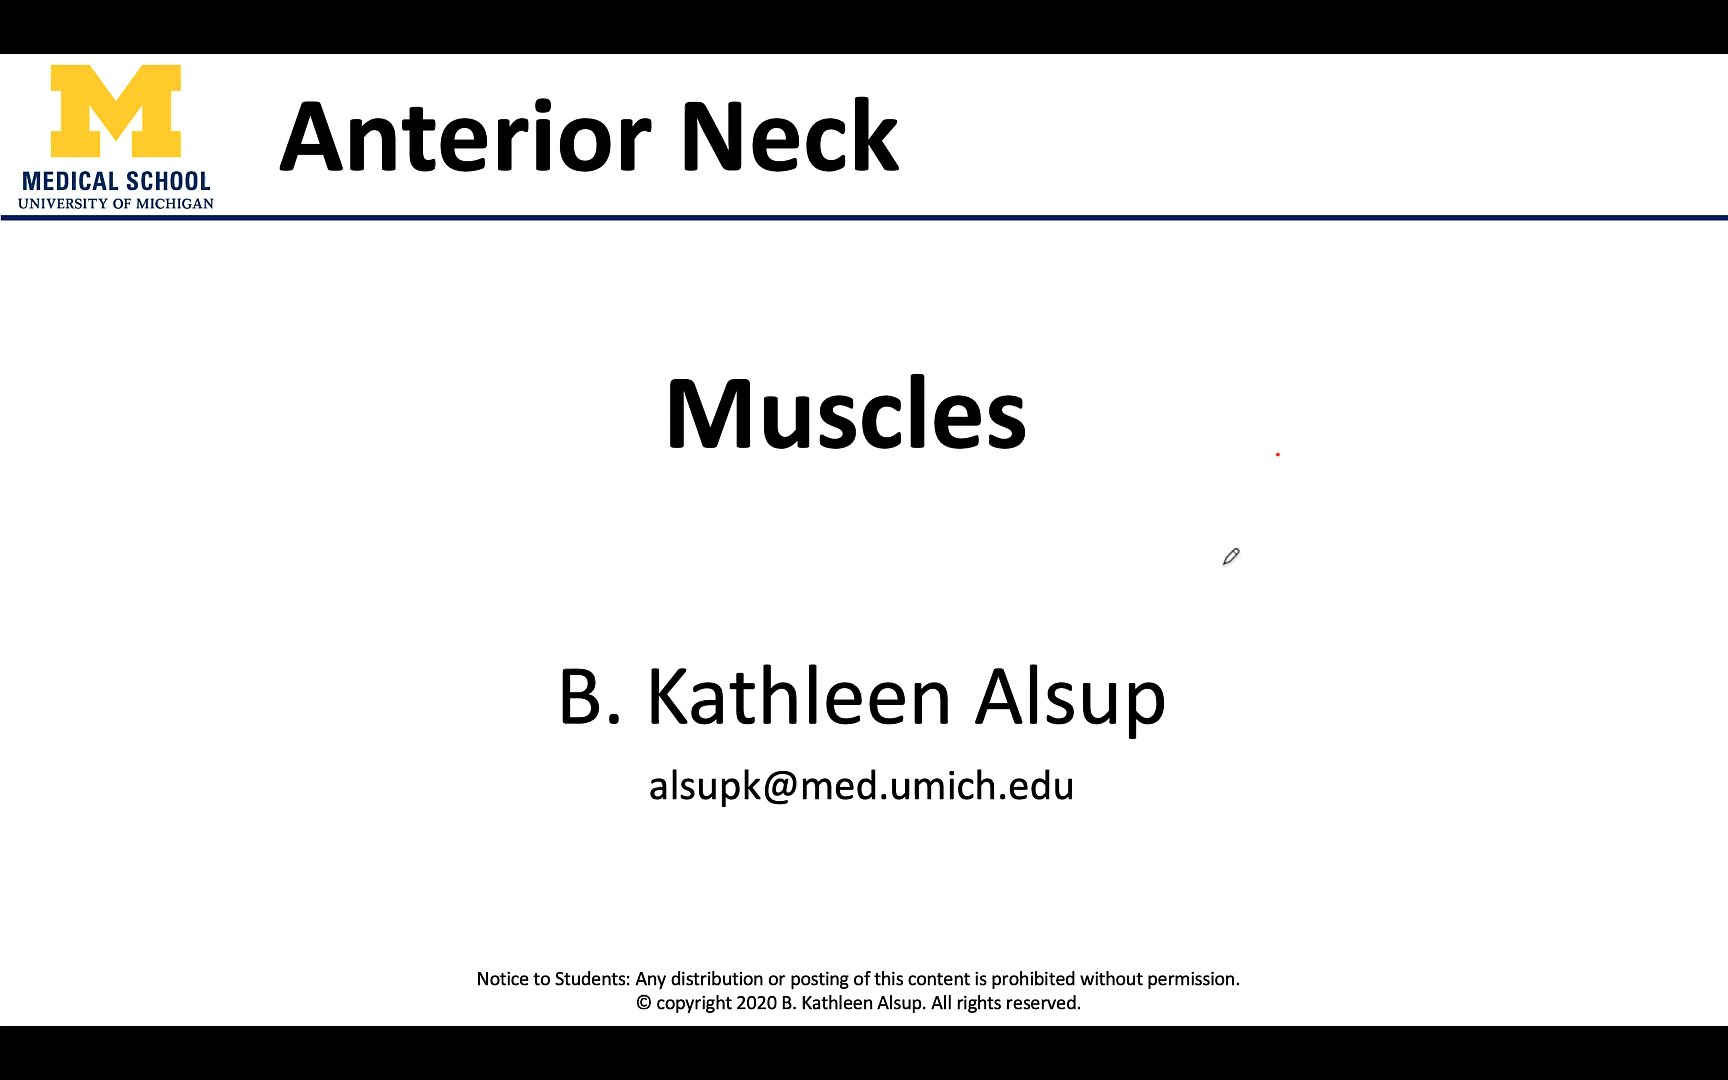 MEDICAL SCHOOL
UNIVERSITY OF MICHIGAN
Anterior Neck
Muscles
B. Kathleen Alsup
alsupk@med.umich.edu
Notice to Students: Any distribution or posting of this content is prohibited without permission.
© copyright 2020 B. Kathleen Alsup. All rights reserved.